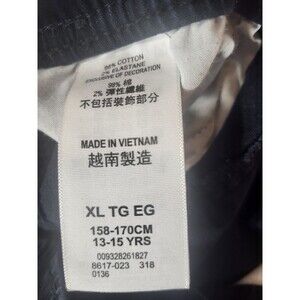 98% COTTON
2% ELASTANE
EXCLUSIVE OF DECORATION
98% 棉
2% 彈性纖維
不包括裝飾部分
MADE IN VIETNAM
越南製造
XL TG EG
158-170CM
13-15 YRS
009328261827
8617-023 318
0136